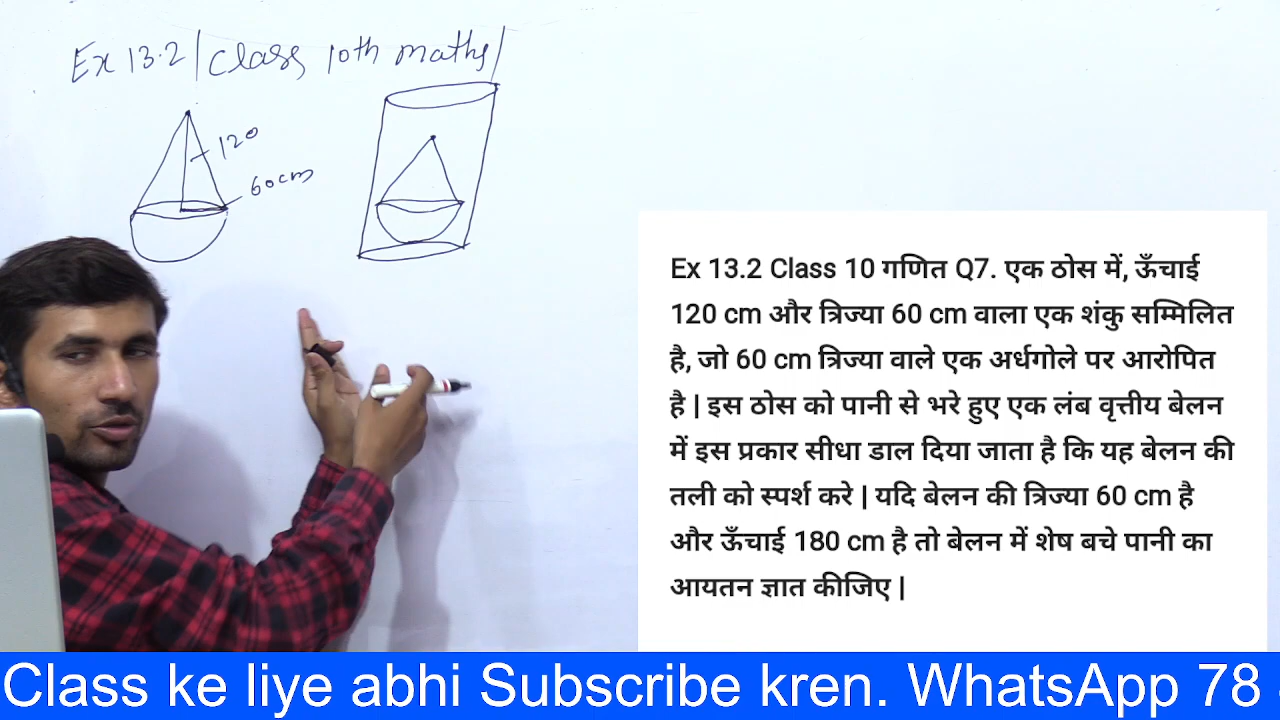 Ex 13.2 | Class 10th maths |
120
60cm
Ex 13.2 Class 10 गणित Q7. एक ठोस में, ऊँचाई
120 cm और त्रिज्या 60 cm वाला एक शंकु सम्मिलित
है, जो 60 cm त्रिज्या वाले एक अर्धगोले पर आरोपित
है | इस ठोस को पानी से भरे हुए एक लंब वृत्तीय बेलन
में इस प्रकार सीधा डाल दिया जाता है कि यह बेलन की
तली को स्पर्श करे | यदि बेलन की त्रिज्या 60 cm है
और ऊँचाई 180 cm है तो बेलन में शेष बचे पानी का
आयतन ज्ञात कीजिए |
Class ke liye abhi Subscribe kren. WhatsApp 78